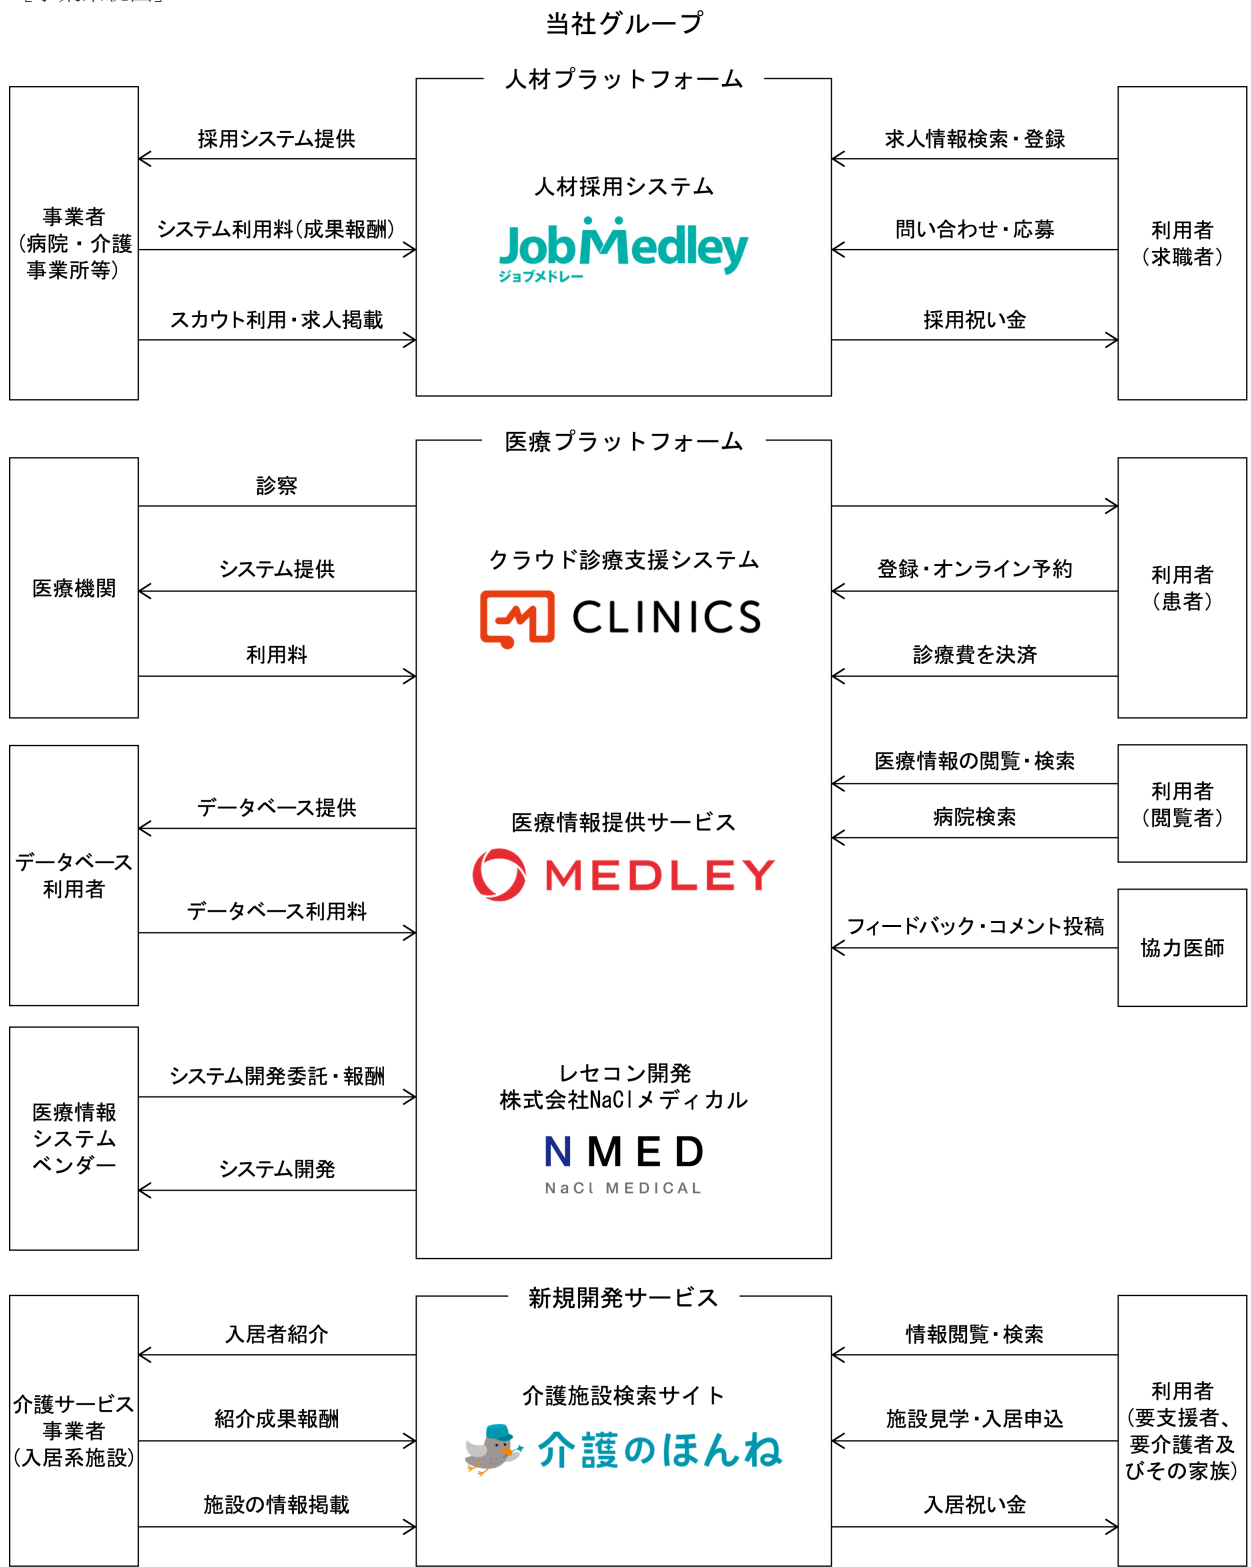 当社グループ
人材プラットフォーム
事業者
(病院・介護
事業所等)
採用システム提供
システム利用料(成果報酬)
スカウト利用・求人掲載
人材採用システム
JobMedley
ジョブメドレー
求人情報検索・登録
問い合わせ・応募
採用祝い金
利用者
(求職者)
医療プラットフォーム
医療機関
診察
システム提供
利用料
クラウド診療支援システム
CLINICS
登録・オンライン予約
診療費を決済
利用者
(患者)
データベース
利用者
データベース提供
データベース利用料
医療情報提供サービス
MEDLEY
医療情報の閲覧・検索
病院検索
利用者
(閲覧者)
フィードバック・コメント投稿
協力医師
医療情報
システム
ベンダー
システム開発委託・報酬
システム開発
レセコン開発
株式会社NaClメディカル
NMED
NaCl MEDICAL
新規開発サービス
介護サービス
事業者
(入居系施設)
入居者紹介
紹介成果報酬
施設の情報掲載
介護施設検索サイト
介護のほんね
情報閲覧・検索
施設見学・入居申込
入居祝い金
利用者
(要支援者、
要介護者及
びその家族)